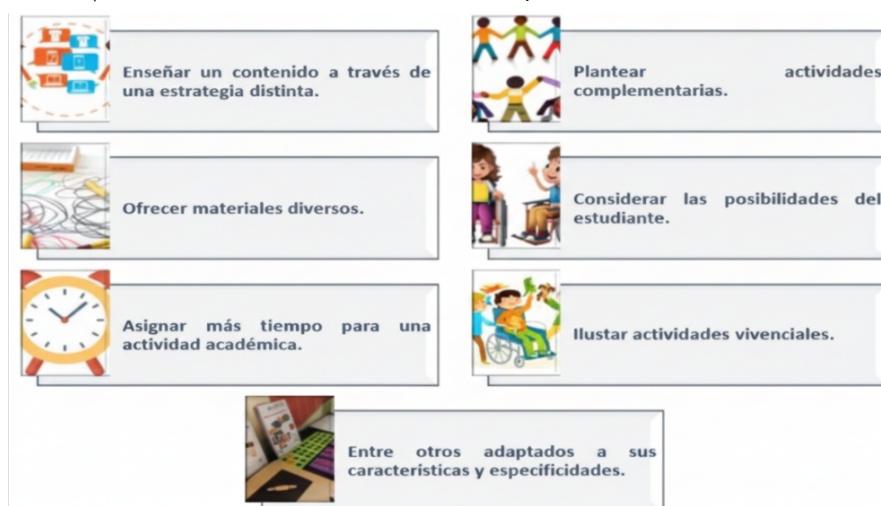 Enseñar un contenido a través de
una estrategia distinta.
Plantear actividades
complementarias.
Ofrecer materiales diversos.
Considerar las posibilidades del
estudiante.
Asignar más tiempo para una
actividad académica.
Ilustar actividades vivenciales.
Entre otros adaptados a sus
características y especificidades.